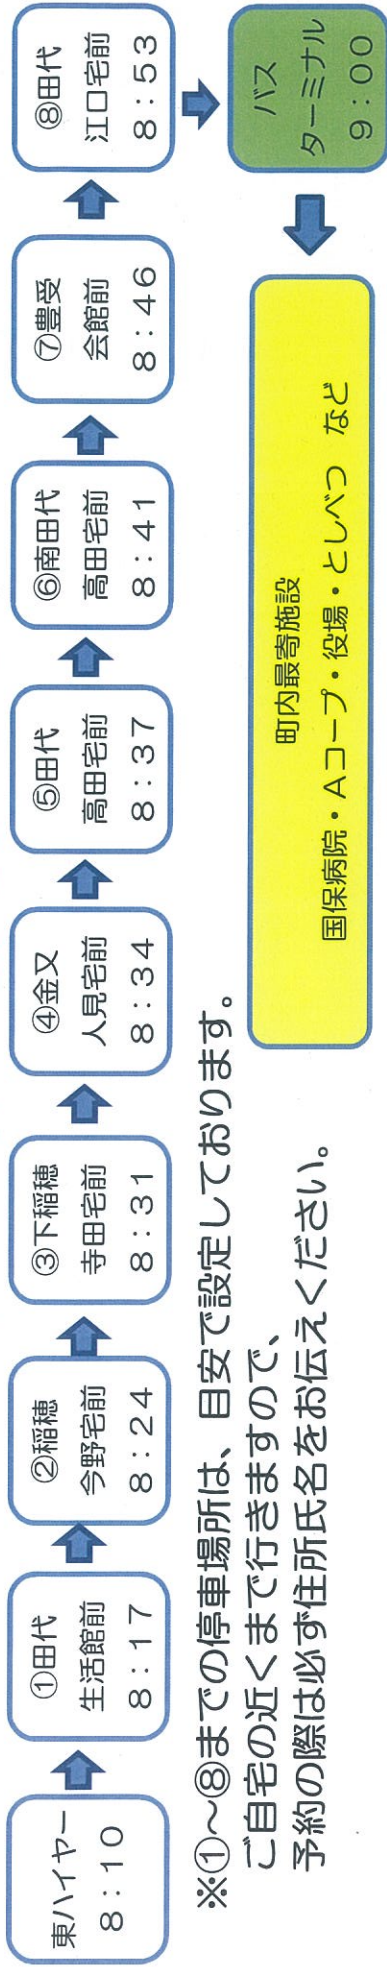 東ハイヤー
8:10
①田代
生活館前
8:17
②稲穂
今野宅前
8:24
③下稲穂
寺田宅前
8:31
④金又
人見宅前
8:34
⑤田代
高田宅前
8:37
⑥南田代
高田宅前
8:41
⑦豊受
会館前
8:46
⑧田代
江口宅前
8:53
バス
ターミナル
9:00
町内最寄施設
国保病院・Aコープ・役場・としべつ など
※①～⑧までの停車場所は、目安で設定しております。
ご自宅の近くまで行きますので、
予約の際は必ず住所氏名をお伝えください。